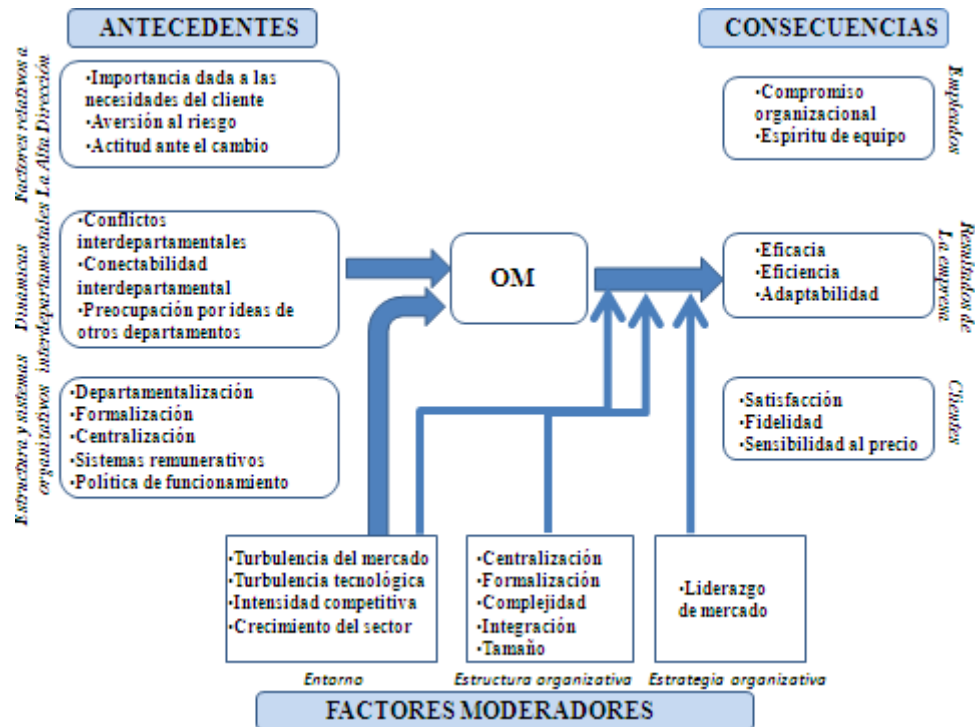 ANTECEDENTES
CONSECUENCIAS
Factores relativos a
La Alta Dirección
•Importancia dada a las
necesidades del cliente
•Aversión al riesgo
•Actitud ante el cambio
•Compromiso
organizacional
•Espíritu de equipo
Empleados
Dinámicas
interdepartamentales
•Conflictos
interdepartamentales
•Conectabilidad
interdepartamental
•Preocupación por ideas de
otros departamentos
OM
•Eficacia
•Eficiencia
•Adaptabilidad
Resultados de
La empresa
Estructura y sistemas
organizativos
•Departamentalización
•Formalización
•Centralización
•Sistemas remunerativos
•Política de funcionamiento
•Satisfacción
•Fidelidad
•Sensibilidad al precio
Clientes
•Turbulencia del mercado
•Turbulencia tecnológica
•Intensidad competitiva
•Crecimiento del sector
•Centralización
•Formalización
•Complejidad
•Integración
•Tamaño
•Liderazgo
de mercado
Entorno
Estructura organizativa
Estrategia organizativa
FACTORES MODERADORES